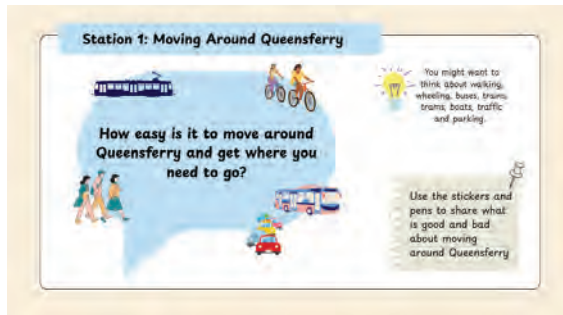 Station 1: Moving Around Queensferry
You might want to
think about walking,
wheeling, buses, trains,
trams, boats, traffic
and parking.
How easy is it to move around
Queensferry and get where you
need to go?
Use the stickers and
pens to share what
is good and bad
about moving
around Queensferry